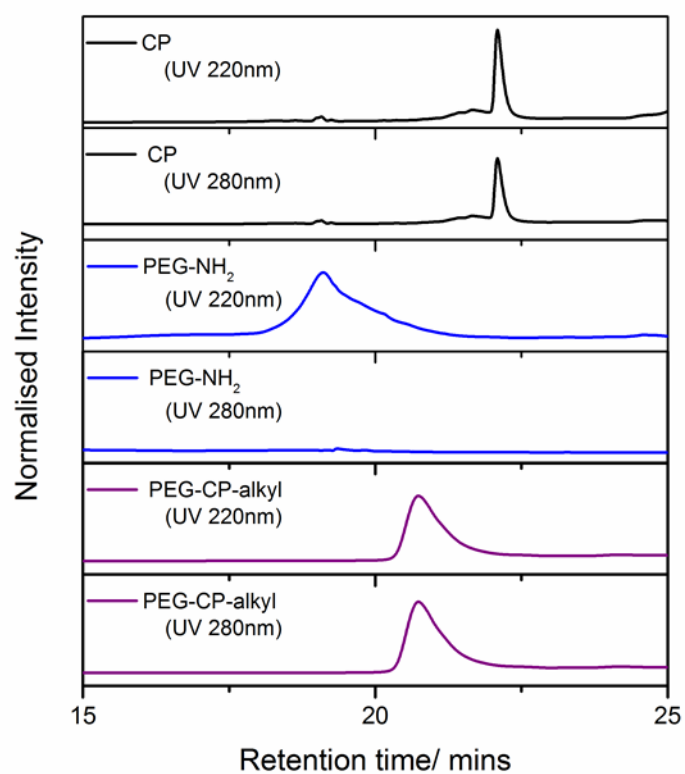 CP
(UV 220nm)
CP
(UV 280nm)
PEG-NH₂
(UV 220nm)
PEG-NH₂
(UV 280nm)
PEG-CP-alkyl
(UV 220nm)
PEG-CP-alkyl
(UV 280nm)
Normalised Intensity
15 20 25
Retention time/ mins